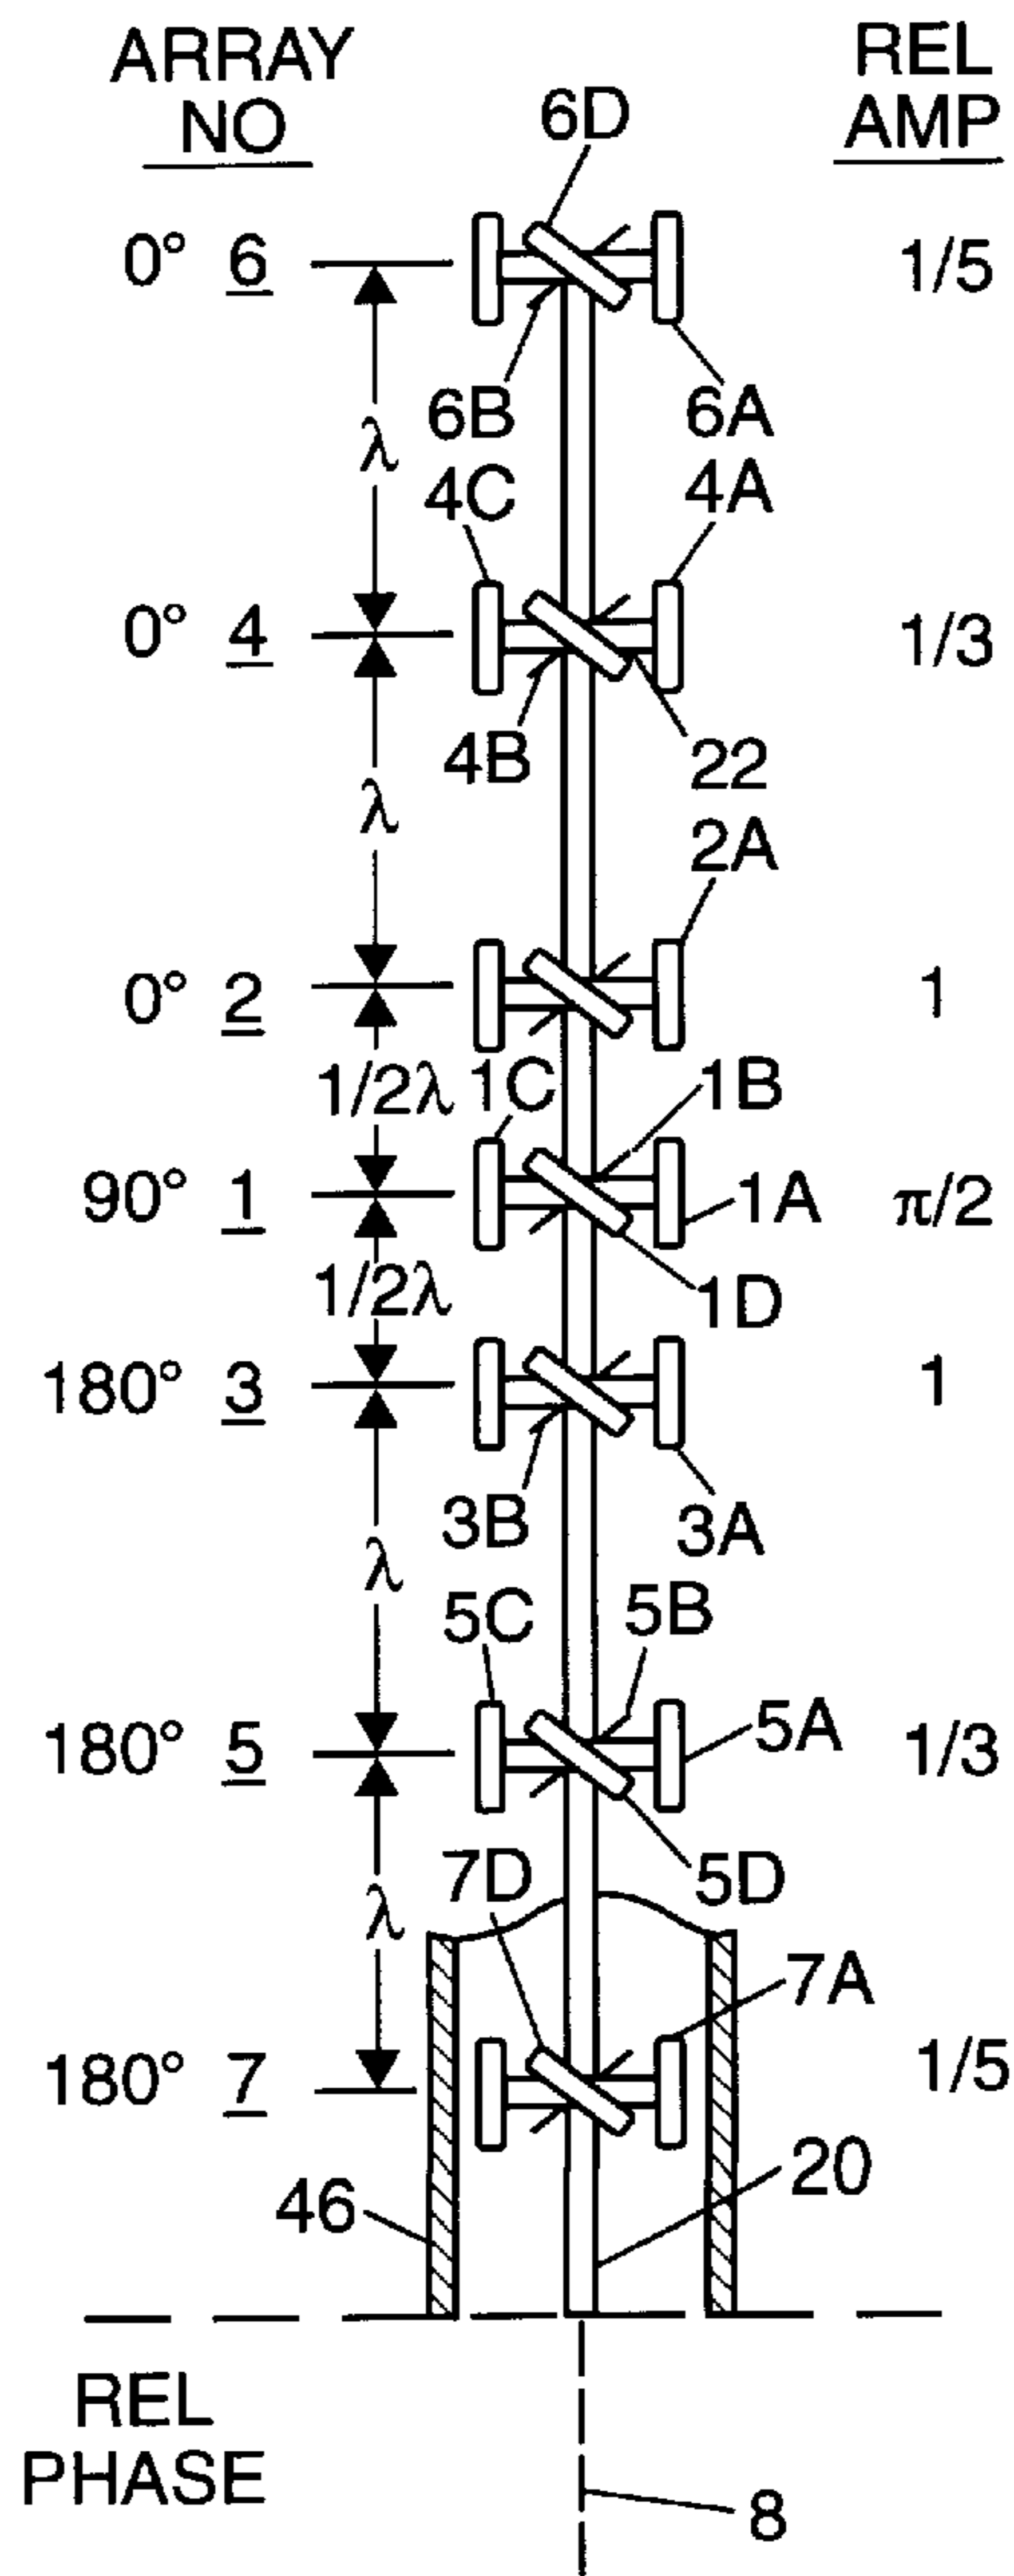 ARRAY
NO
REL
AMP
6D
0° 6
1/5
λ
6B
6A
4C
4A
0° 4
1/3
4B
22
λ
2A
0° 2
1
1/2λ
1C
1B
90° 1
1A
π/2
1/2λ
1D
180° 3
1
3B
3A
λ
5C
5B
180° 5
5A
1/3
7D
5D
λ
7A
180° 7
1/5
46
20
REL
PHASE
8